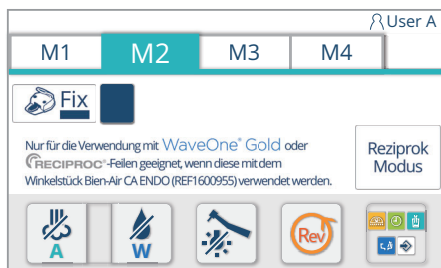 User A
M1 M2 M3 M4
Fix
Nur für die Verwendung mit WaveOne® Gold oder
RECIPROC®-Feilen geeignet, wenn diese mit dem
Winkelstück Bien-Air CA ENDO (REF1600955) verwendet werden.
Reziprok
Modus
A W Rev